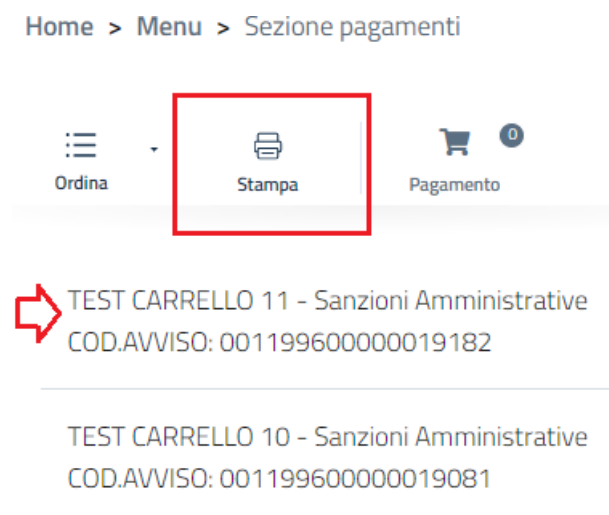 Home > Menu > Sezione pagamenti
0
Ordina Stampa Pagamento
TEST CARRELLO 11 - Sanzioni Amministrative
COD.AVVISO: 001199600000019182
TEST CARRELLO 10 - Sanzioni Amministrative
COD.AVVISO: 001199600000019081